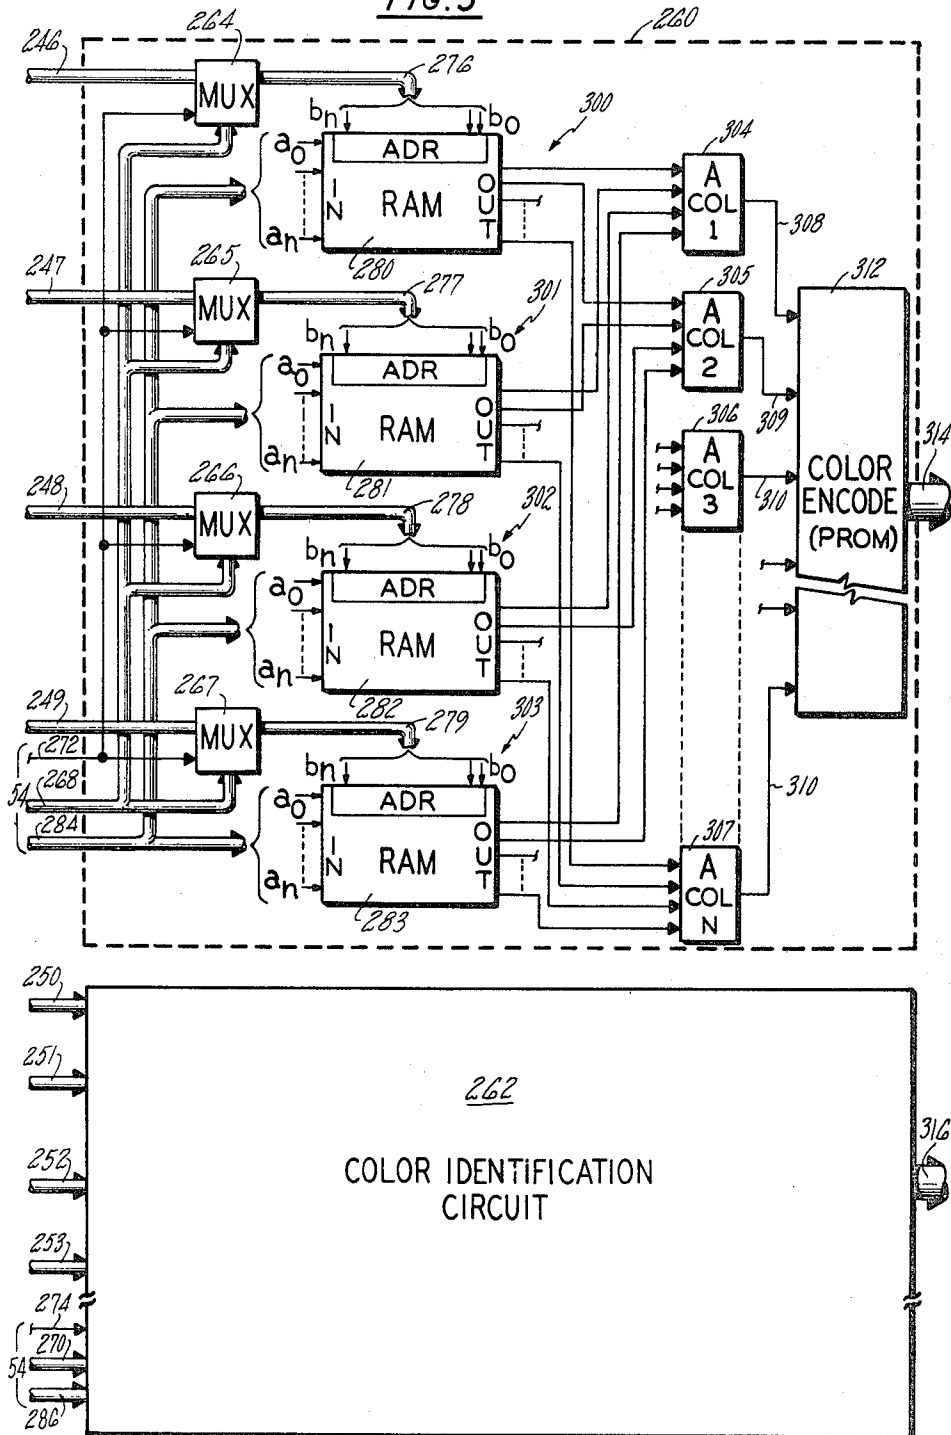 FIG. 5
264
260
246
276
MUX
bn
b0
300
304
a0
ADR
A
COL
1
IN
RAM
OUT
308
an
280
265
305
312
247
277
A
COL
2
MUX
301
bn
b0
a0
ADR
309
306
IN
RAM
OUT
A
COL
3
314
an
281
310
COLOR
ENCODE
(PROM)
266
248
278
302
MUX
bn
b0
a0
ADR
IN
RAM
OUT
an
282
267
249
279
303
MUX
272
bn
b0
310
54
268
a0
ADR
284
307
IN
RAM
OUT
A
COL
N
an
283
250
251
262
316
252
COLOR IDENTIFICATION
CIRCUIT
253
274
54
270
286